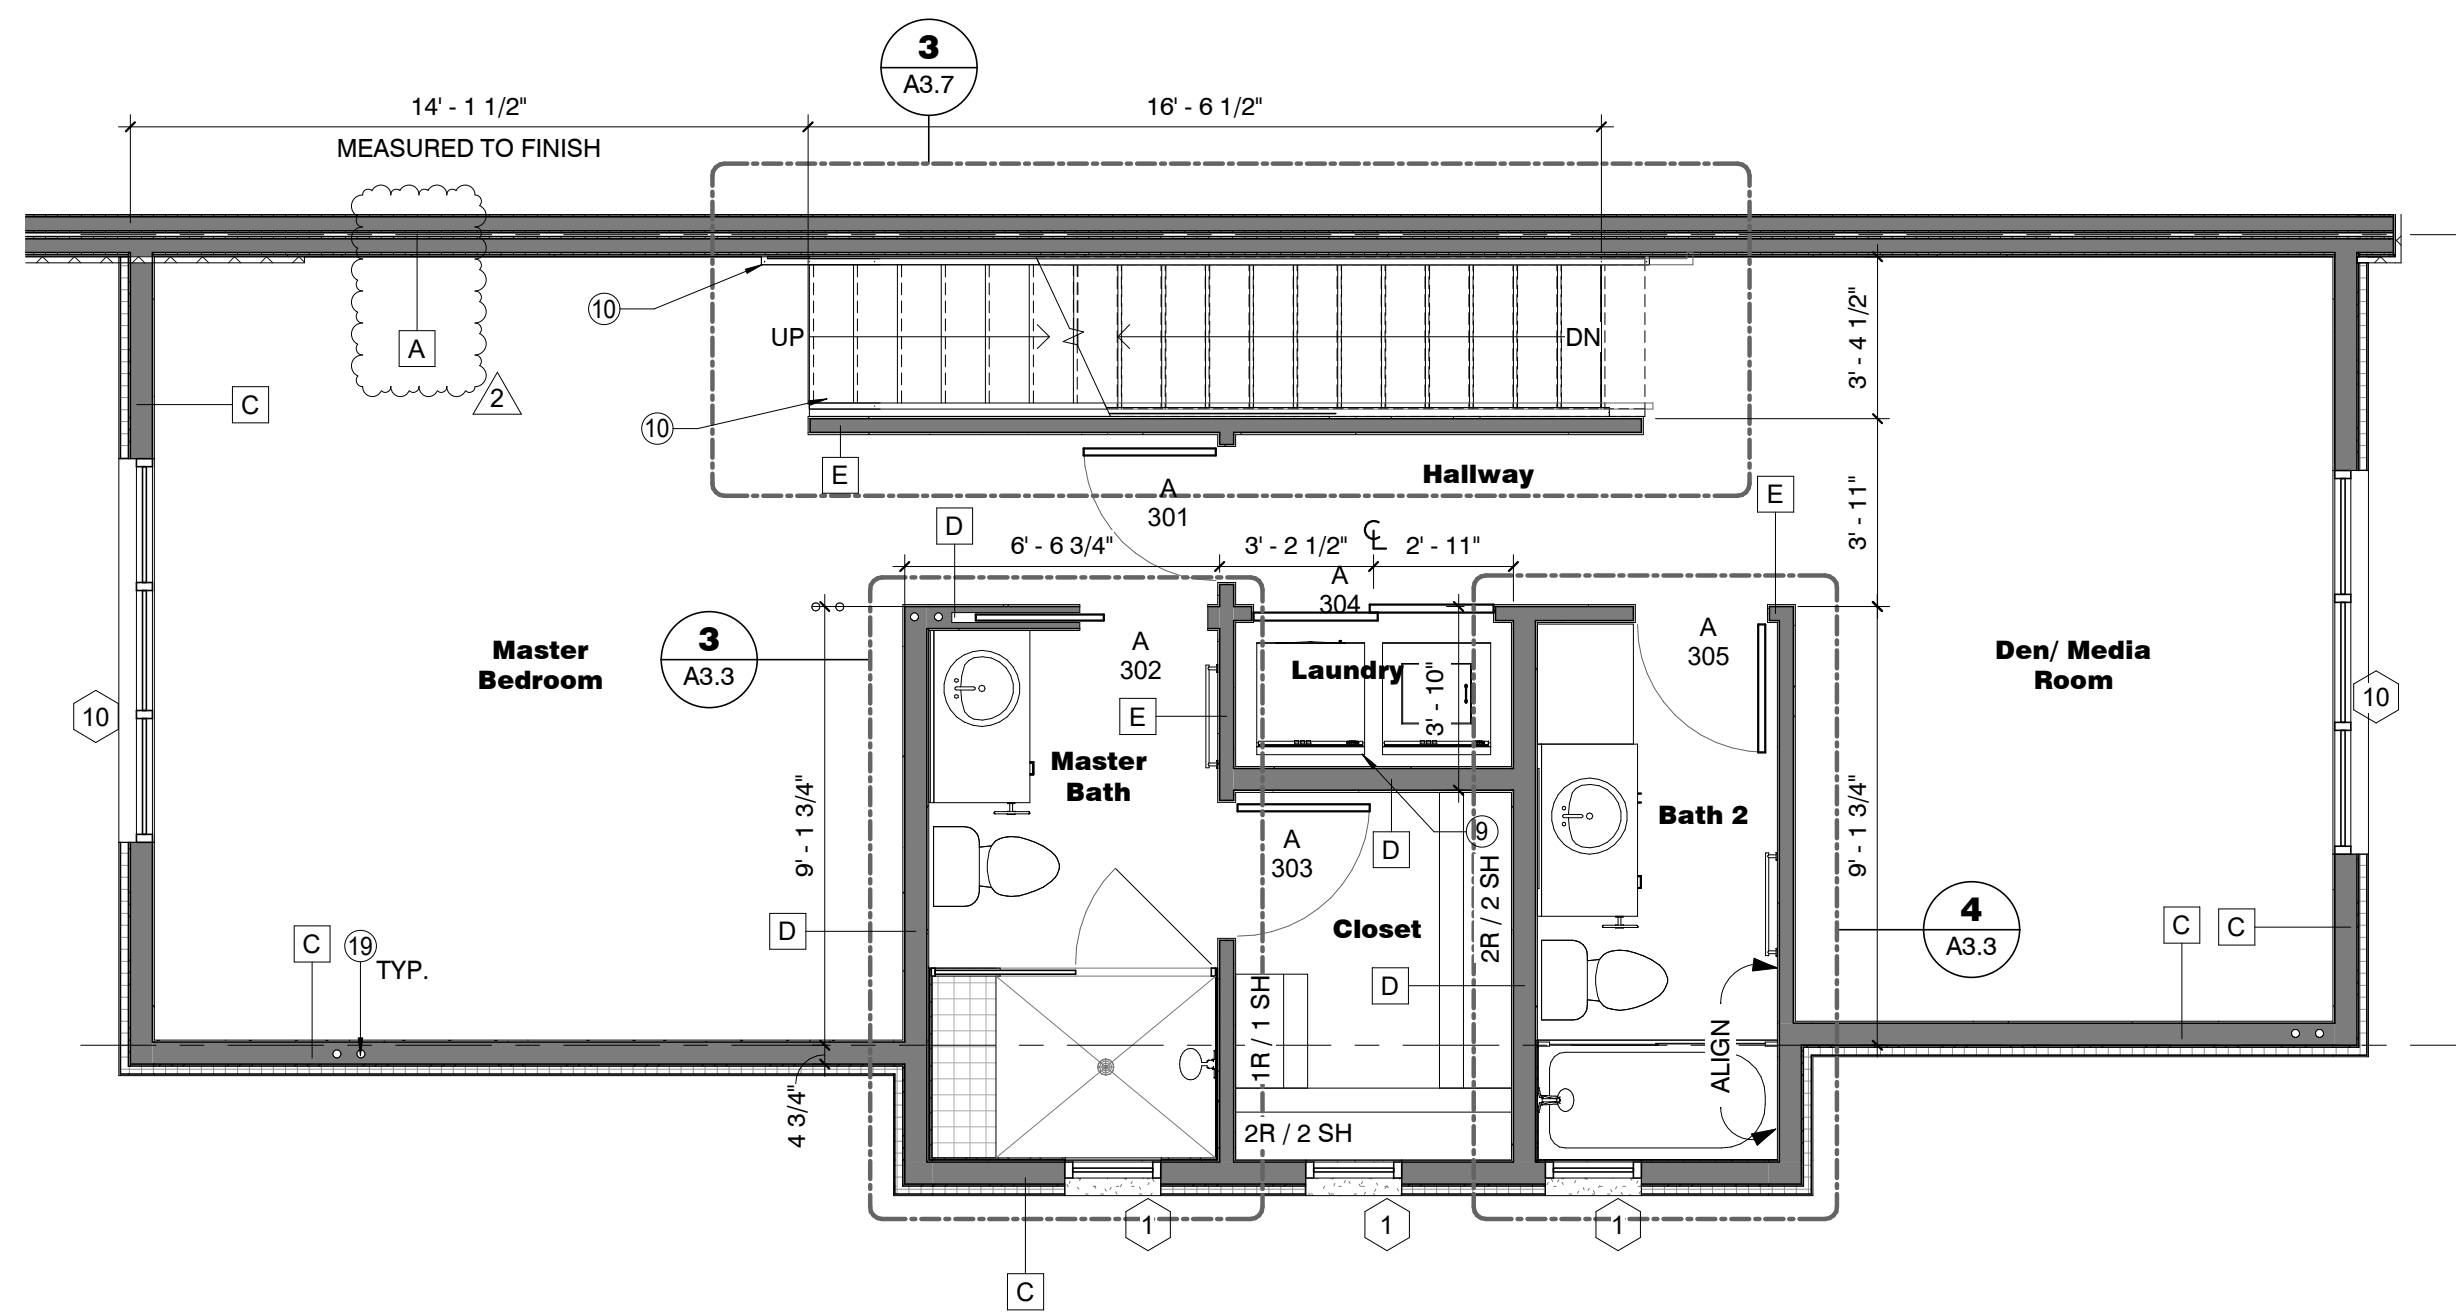 3
A3.7
14' - 1 1/2"
16' - 6 1/2"
MEASURED TO FINISH
10
UP
DN
3' - 4 1/2"
A
2
C
10
E
Hallway
A
301
D
E
3' - 11"
6' - 6 3/4"
3' - 2 1/2"
CL
2' - 11"
A
304
Master
Bedroom
3
A3.3
A
302
Laundry
3' - 10"
A
305
Den/ Media
Room
10
10
E
Master
Bath
9' - 1 3/4"
Bath 2
9' - 1 3/4"
A
303
D
9
2R / 2 SH
D
Closet
4
A3.3
C
C
C
19
TYP.
D
1R / 1 SH
ALIGN
4 3/4"
2R / 2 SH
1
1
1
C